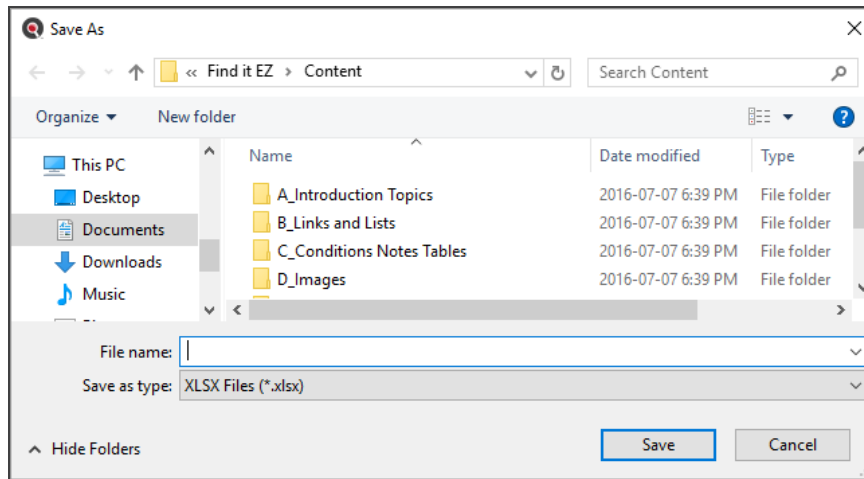 Save As
« Find it EZ > Content
Search Content
Organize New folder
This PC
Desktop
Documents
Downloads
Music
Name Date modified Type
A_Introduction Topics 2016-07-07 6:39 PM File folder
B_Links and Lists 2016-07-07 6:39 PM File folder
C_Conditions Notes Tables 2016-07-07 6:39 PM File folder
D_Images 2016-07-07 6:39 PM File folder
File name:
Save as type: XLSX Files (*.xlsx)
Hide Folders Save Cancel